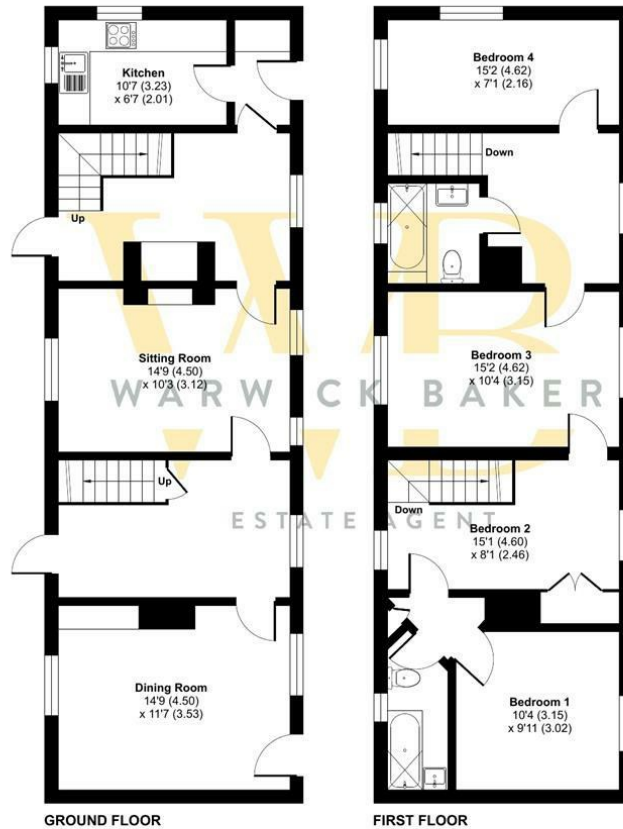 Kitchen
10'7 (3.23)
x 6'7 (2.01)
Up
Sitting Room
14'9 (4.50)
x 10'3 (3.12)
Up
Dining Room
14'9 (4.50)
x 11'7 (3.53)
GROUND FLOOR
Bedroom 4
15'2 (4.62)
x 7'1 (2.16)
Down
Bedroom 3
15'2 (4.62)
x 10'4 (3.15)
Down
Bedroom 2
15'1 (4.60)
x 8'1 (2.46)
Bedroom 1
10'4 (3.15)
x 9'11 (3.02)
FIRST FLOOR
WB
WARWICK BAKER
ESTATE AGENT